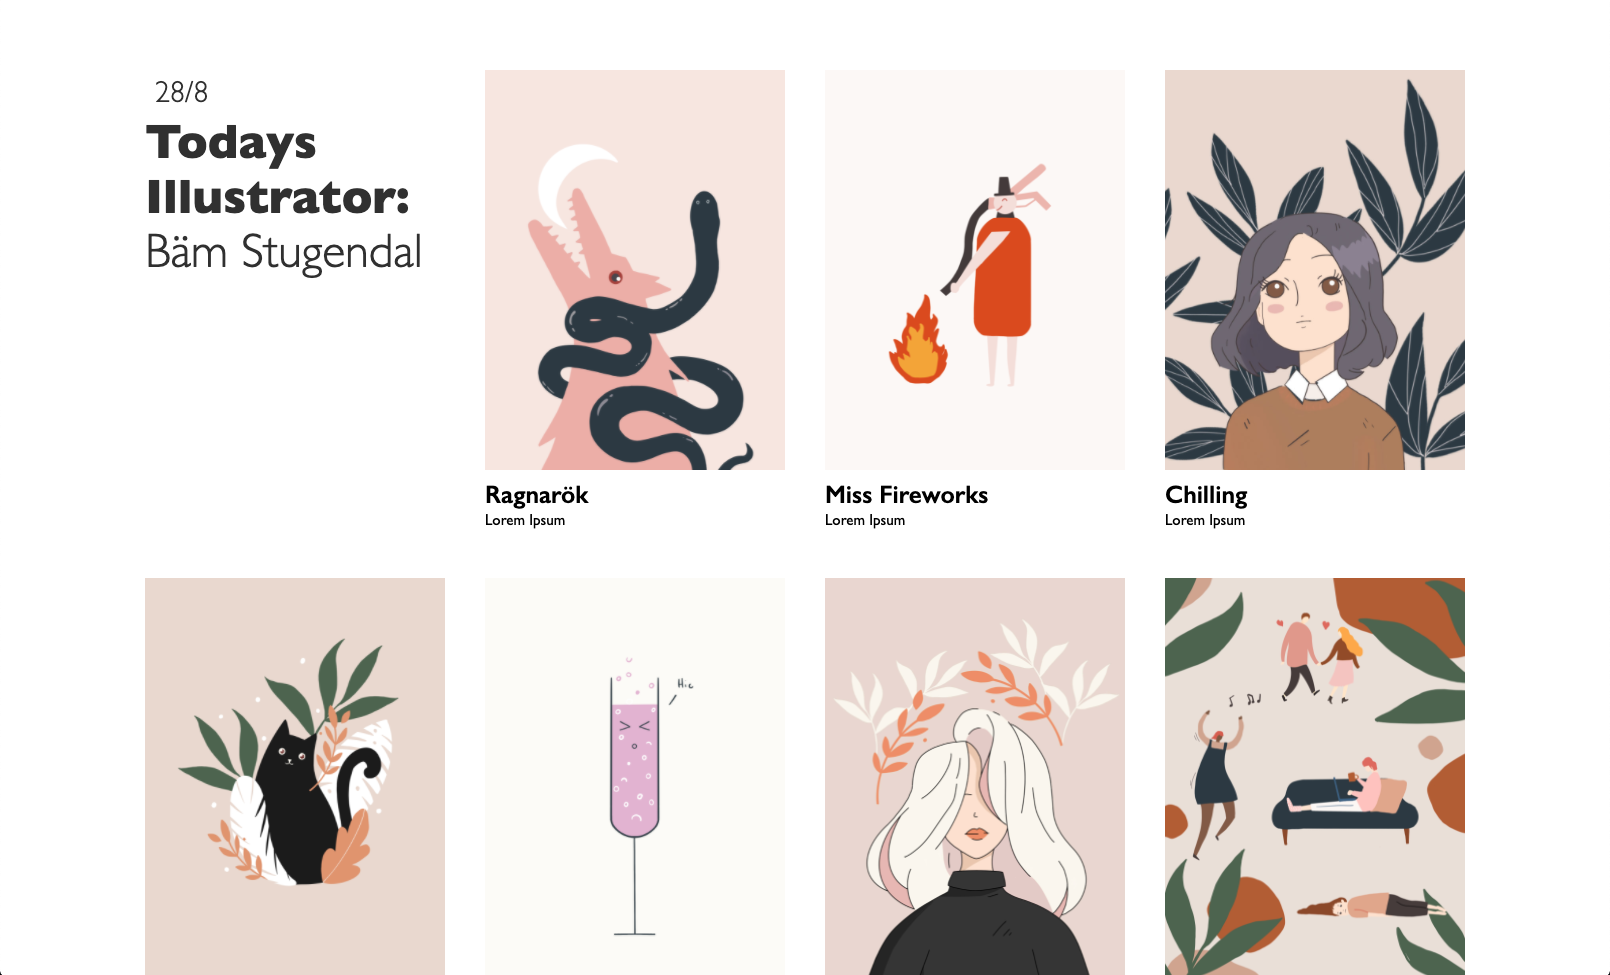 28/8
Todays
Illustrator:
Bäm Stugendal
Ragnarök
Lorem Ipsum
Miss Fireworks
Lorem Ipsum
Chilling
Lorem Ipsum
Hic